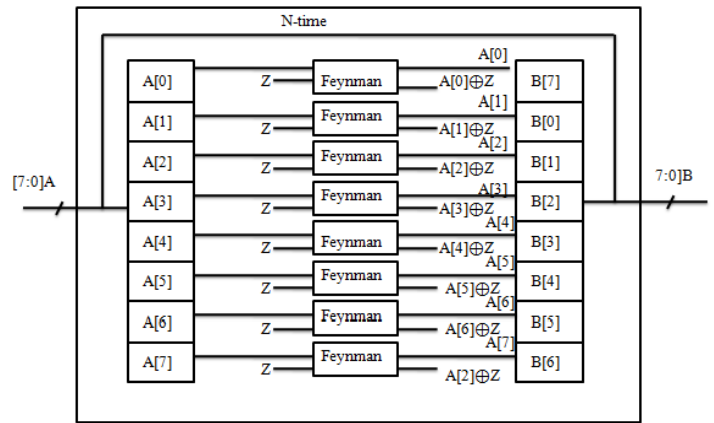 N-time
A[0]
A[0] Z Feynman A[0]⊕Z B[7]
A[1]
A[1] Z Feynman A[1]⊕Z B[0]
A[2]
A[2] Z Feynman A[2]⊕Z B[1]
[7:0]A 7:0]B
A[3]
A[3] Z Feynman A[3]⊕Z B[2]
A[4]
A[4] Z Feynman A[4]⊕Z B[3]
A[5]
A[5] Z Feynman A[5]⊕Z B[4]
A[6]
A[6] Z Feynman A[6]⊕Z B[5]
A[7]
A[7] Z Feynman A[2]⊕Z B[6]